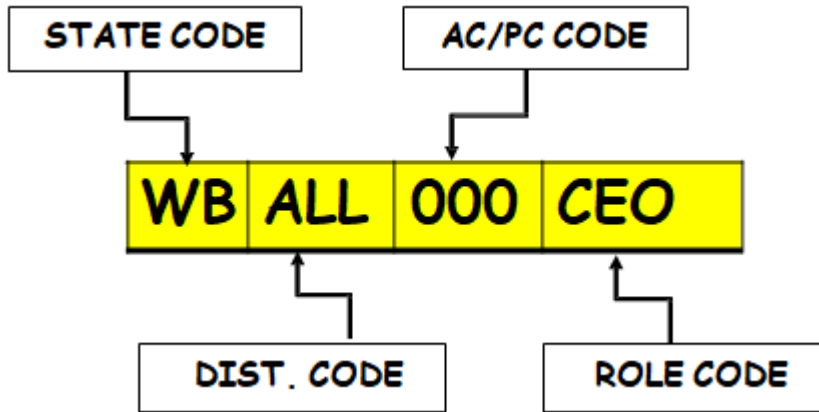 STATE CODE AC/PC CODE
WB ALL 000 CEO
DIST. CODE ROLE CODE